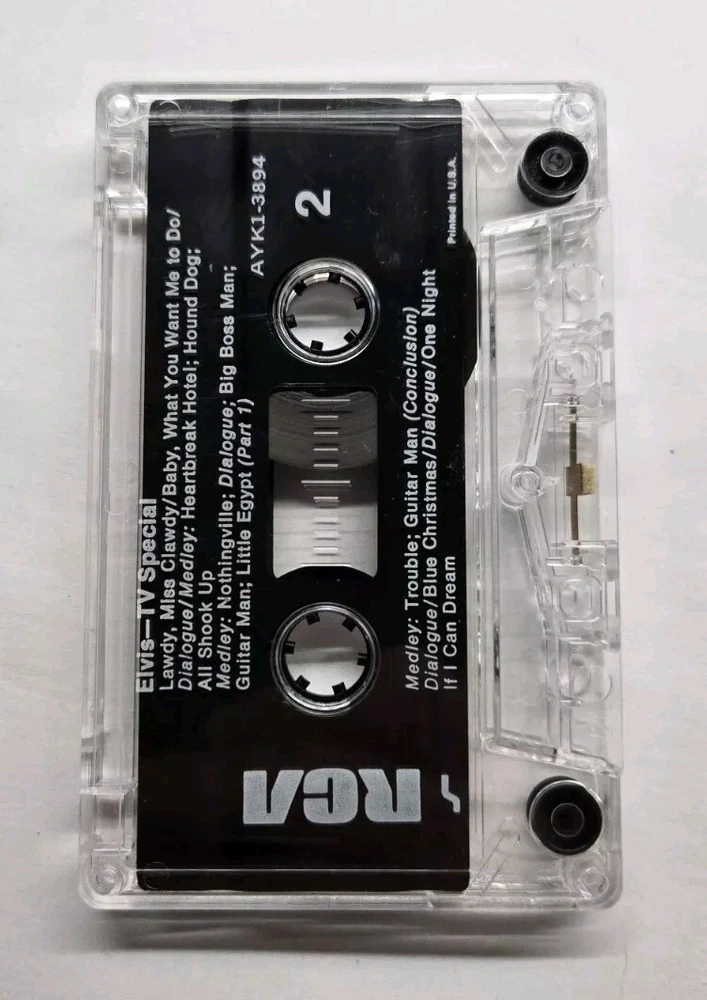 Elvis—TV Special
Lawdy, Miss Clawdy/Baby, What You Want Me to Do/
Dialogue/Medley: Heartbreak Hotel; Hound Dog;
All Shook Up
Medley: Nothingville; Dialogue; Big Boss Man;
Guitar Man; Little Egypt (Part 1)
AYK1-3894
2
Medley: Trouble; Guitar Man (Conclusion)
Dialogue/Blue Christmas/Dialogue/One Night
If I Can Dream
Printed in U.S.A.
RCA
S